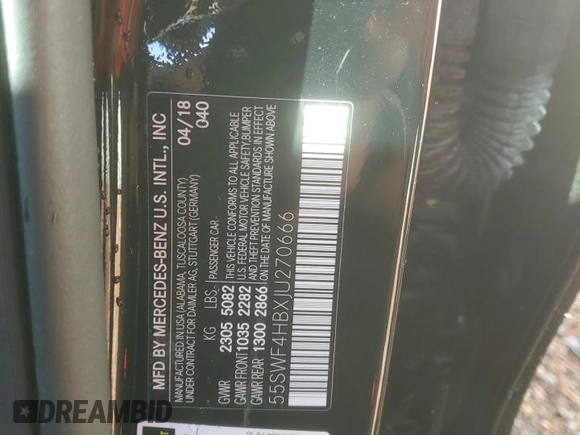 MFD BY MERCEDES-BENZ U.S. INTL., INC
MANUFACTURED IN USA (ALABAMA, TUSCALOOSA COUNTY)
MANUFACTURED FOR DAIMLER AG, STUTTGART (GERMANY)
04/18
040
KG LBS. PASSENGER CAR
GVWR 2305 5082
GAWR FRONT 1035 2282
GAWR REAR 1300 2866
THIS VEHICLE CONFORMS TO ALL APPLICABLE
U.S. FEDERAL MOTOR VEHICLE SAFETY, BUMPER
AND THEFT PREVENTION STANDARDS IN EFFECT
ON THE DATE OF MANUFACTURE SHOWN ABOVE
55SWF4HBXJU270666
DREAMBID